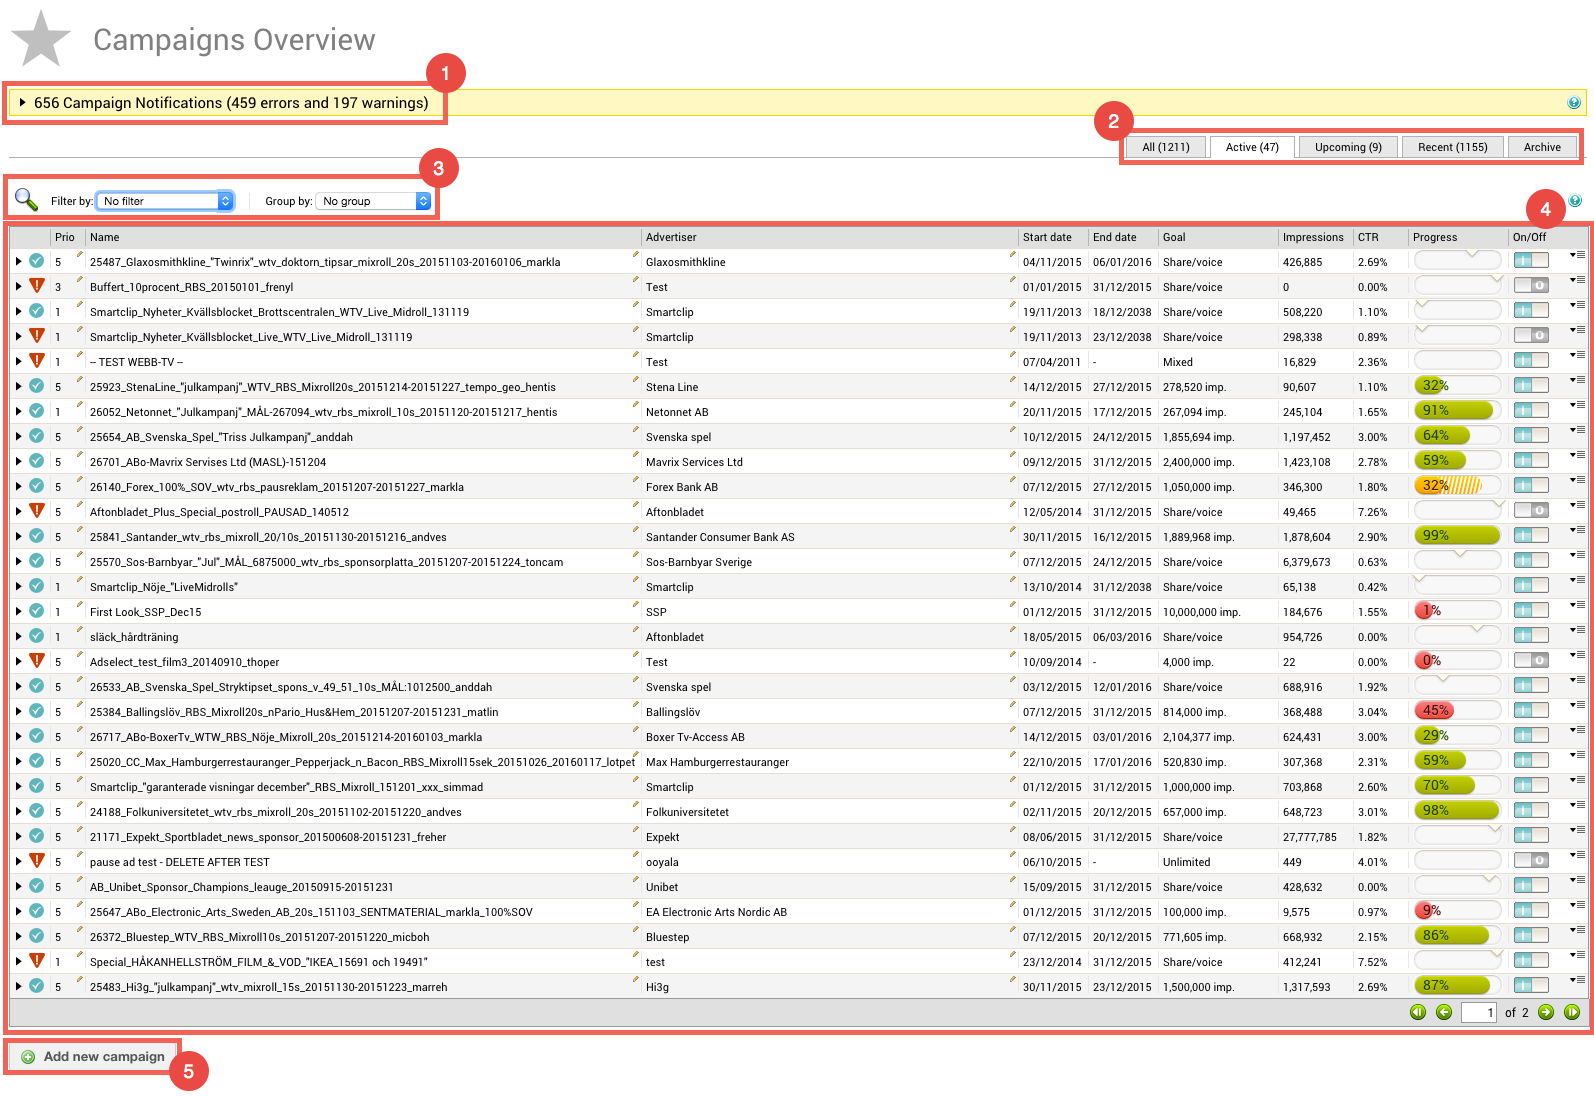 Campaigns Overview
1
656 Campaign Notifications (459 errors and 197 warnings)
2
All (1211) Active (47) Upcoming (9) Recent (1155) Archive
3
Filter by: No filter Group by: No group
4
Prio Name Advertiser Start date End date Goal Impressions CTR Progress On/Off
5 25487_Glaxosmithkline_"Twinrix"_wtv_doktorn_tipsar_mixroll_20s_20151103-20160106_markla Glaxosmithkline 04/11/2015 06/01/2016 Share/voice 426,885 2.69%
3 Buffert_10procent_RBS_20150101_frenyl Test 01/01/2015 31/12/2015 Share/voice 0 0.00%
1 Smartclip_Nyheter_Kvällsblocket_Brottscentralen_WTV_Live_Midroll_131119 Smartclip 19/11/2013 18/12/2038 Share/voice 508,220 1.10%
1 Smartclip_Nyheter_Kvällsblocket_Live_WTV_Live_Midroll_131119 Smartclip 19/11/2013 23/12/2038 Share/voice 298,338 0.89%
1 -- TEST WEBB-TV -- Test 07/04/2011 - Mixed 16,829 2.36%
5 25923_StenaLine_"julkampanj"_WTV_RBS_Mixroll20s_20151214-20151227_tempo_geo_hentis Stena Line 14/12/2015 27/12/2015 278,520 imp. 90,607 1.10% 32%
1 26052_Netonnet_"Julkampanj"_MÅL-267094_wtv_rbs_mixroll_10s_20151120-20151217_hentis Netonnet AB 20/11/2015 17/12/2015 267,094 imp. 245,104 1.65% 91%
5 25654_AB_Svenska_Spel_"Triss Julkampanj"_anddah Svenska spel 10/12/2015 24/12/2015 1,855,694 imp. 1,197,452 3.00% 64%
5 26701_ABo-Mavrix Servises Ltd (MASL)-151204 Mavrix Services Ltd 09/12/2015 31/12/2015 2,400,000 imp. 1,423,108 2.78% 59%
5 26140_Forex_100%_SOV_wtv_rbs_pausreklam_20151207-20151227_markla Forex Bank AB 07/12/2015 27/12/2015 1,050,000 imp. 346,300 1.80% 32%
5 Aftonbladet_Plus_Special_postroll_PAUSAD_140512 Aftonbladet 12/05/2014 31/12/2015 Share/voice 49,465 7.26%
5 25841_Santander_wtv_rbs_mixroll_20/10s_20151130-20151216_andves Santander Consumer Bank AS 30/11/2015 16/12/2015 1,889,968 imp. 1,878,604 2.90% 99%
5 25570_Sos-Barnbyar_"Jul"_MÅL_6875000_wtv_rbs_sponsorplatta_20151207-20151224_toncam Sos-Barnbyar Sverige 07/12/2015 24/12/2015 Share/voice 6,379,673 0.63%
1 Smartclip_Nöje_"LiveMidrolls" Smartclip 13/10/2014 31/12/2038 Share/voice 65,138 0.42%
1 First Look_SSP_Dec15 SSP 01/12/2015 31/12/2015 10,000,000 imp. 184,676 1.55% 1%
1 släck_hårdträning Aftonbladet 18/05/2015 06/03/2016 Share/voice 954,726 0.00%
5 Adselect_test_film3_20140910_thoper Test 10/09/2014 - 4,000 imp. 22 0.00% 0%
5 26533_AB_Svenska_Spel_Stryktipset_spons_v_49_51_10s_MÅL:1012500_anddah Svenska spel 03/12/2015 12/01/2016 Share/voice 688,916 1.92%
5 25384_Ballingslöv_RBS_Mixroll20s_nPario_Hus&Hem_20151207-20151231_matlin Ballingslöv 07/12/2015 31/12/2015 814,000 imp. 368,488 3.04% 45%
5 26717_ABo-BoxerTv_WTW_RBS_Nöje_Mixroll_20s_20151214-20160103_markla Boxer Tv-Access AB 14/12/2015 03/01/2016 2,104,377 imp. 624,431 3.00% 29%
5 25020_CC_Max_Hamburgerrestauranger_Pepperjack_n_Bacon_RBS_Mixroll15sek_20151026_20160117_lotpet Max Hamburgerrestauranger 22/10/2015 17/01/2016 520,830 imp. 307,368 2.31% 59%
5 Smartclip_"garanterade visningar december"_RBS_Mixroll_151201_xxx_simmad Smartclip 01/12/2015 31/12/2015 1,000,000 imp. 703,868 2.60% 70%
5 24188_Folkuniversitetet_wtv_rbs_mixroll_20s_20151102-20151220_andves Folkuniversitetet 02/11/2015 20/12/2015 657,000 imp. 648,723 3.01% 98%
5 21171_Expekt_Sportbladet_news_sponsor_201500608-20151231_freher Expekt 08/06/2015 31/12/2015 Share/voice 27,777,785 1.82%
5 pause ad test - DELETE AFTER TEST ooyala 06/10/2015 - Unlimited 449 4.01%
5 AB_Unibet_Sponsor_Champions_leauge_20150915-20151231 Unibet 15/09/2015 31/12/2015 Share/voice 428,632 0.00%
5 25647_ABo_Electronic_Arts_Sweden_AB_20s_151103_SENTMATERIAL_markla_100%SOV EA Electronic Arts Nordic AB 01/12/2015 31/12/2015 100,000 imp. 9,575 0.97% 9%
5 26372_Bluestep_WTV_RBS_Mixroll10s_20151207-20151220_micboh Bluestep 07/12/2015 20/12/2015 771,605 imp. 668,932 2.15% 86%
1 Special_HÅKANHELLSTRÖM_FILM_&_VOD_"IKEA_15691 och 19491" test 23/12/2014 31/12/2015 Share/voice 412,241 7.52%
5 25483_Hi3g_"julkampanj"_wtv_mixroll_15s_20151130-20151223_marreh Hi3g 30/11/2015 23/12/2015 1,500,000 imp. 1,317,593 2.69% 87%
1 of 2
Add new campaign
5